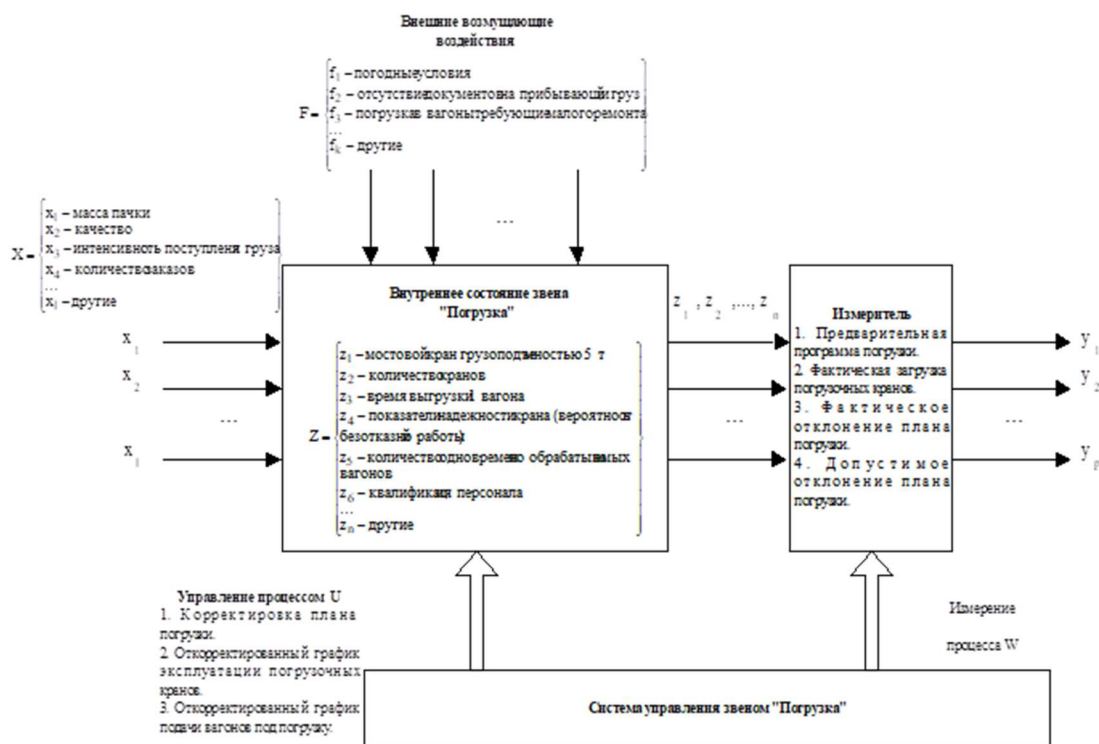 Внешние возмущающие
воздействия
F =
f1 – погодные условия
f2 – отсутствие документов на прибывающий груз
f3 – погрузка в вагоны требующие малого ремонта
...
fk – другие
X =
x1 – масса пачки
x2 – качество
x3 – интенсивноть поступленя груза
x4 – количество заказов
...
xl – другие
...
Внутреннее состояние звена
"Погрузка"
Z =
z1 – мостовой кран грузоподъемностью 5 т
z2 – количество кранов
z3 – время выгрузки вагона
z4 – показатели надежности крана (вероятность
безотказной работы)
z5 – количество одновремено обрабатываемых
вагонов
z6 – квалификация персонала
...
zn – другие
x1
x2
...
x1
z1 , z2 , ..., zn
...
Измеритель
1. Предварительная
программа погрузки.
2. Фактическая загрузка
погрузочных кранов.
3. Фактическое
отклонение плана
погрузки.
4. Допустимое
отклонение плана
погрузки.
y1
y2
...
yp
Управление процессом U
1. Корректировка плана
погрузки.
2. Откорректированный график
эксплуатации погрузочных
кранов.
3. Откорректированный график
подачи вагонов под погрузку.
Измерение
процесса W
Система управления звеном "Погрузка"